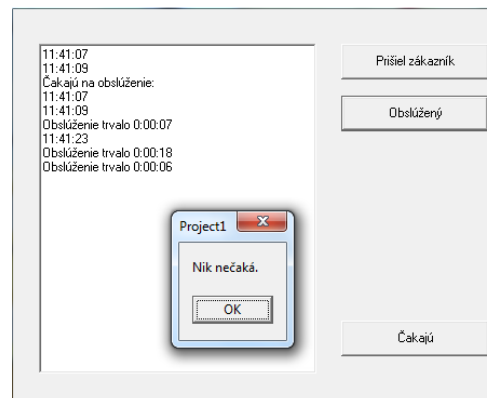 11:41:07
11:41:09
Čakajú na obslúženie:
11:41:07
11:41:09
Obslúženie trvalo 0:00:07
11:41:23
Obslúženie trvalo 0:00:18
Obslúženie trvalo 0:00:06
Prišiel zákazník
Obslúžený
Project1
Nik nečaká.
OK
Čakajú